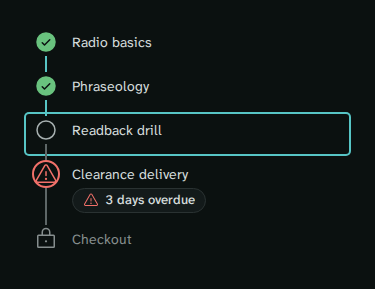 Radio basics
Phraseology
Readback drill
Clearance delivery
3 days overdue
Checkout